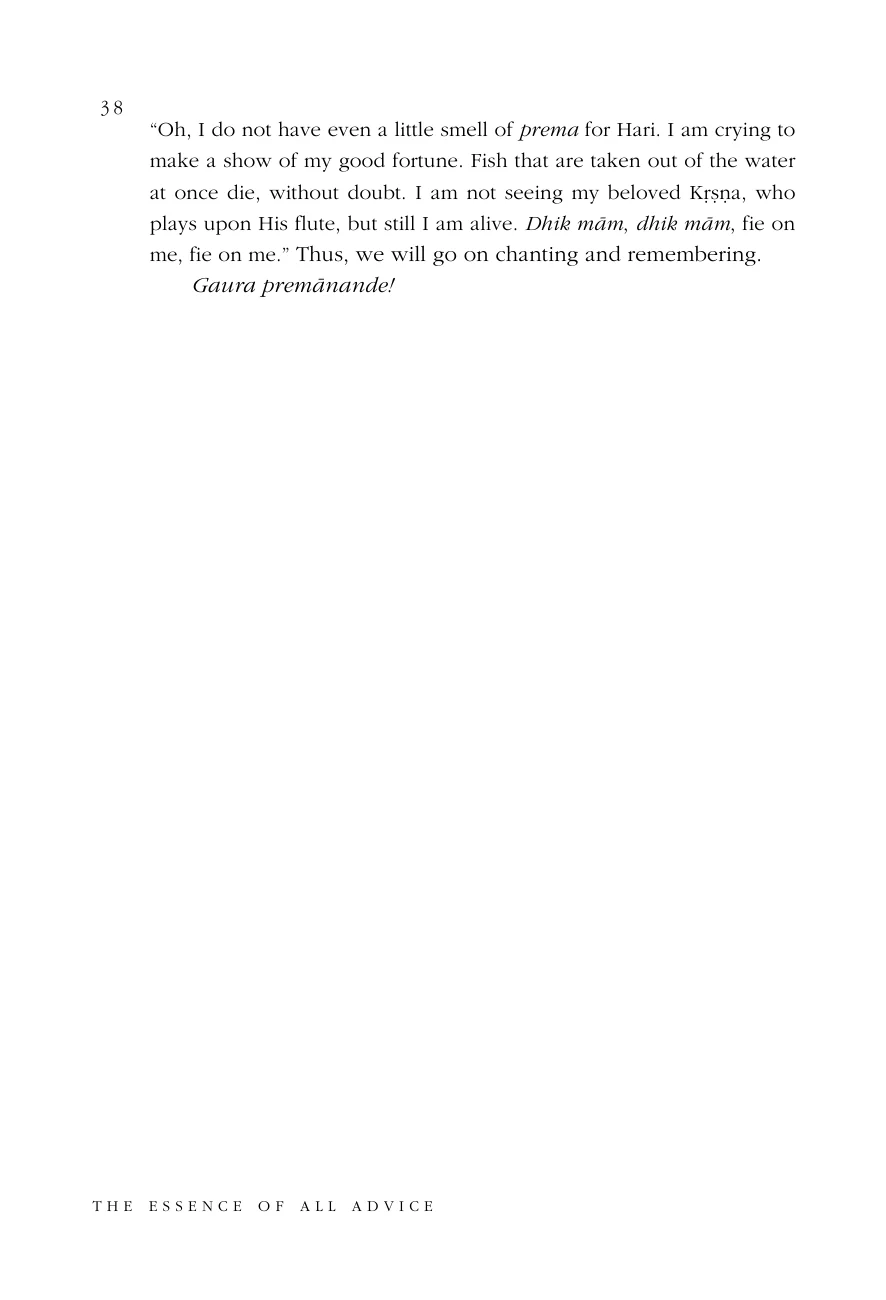 38
“Oh, I do not have even a little smell of prema for Hari. I am crying to
make a show of my good fortune. Fish that are taken out of the water
at once die, without doubt. I am not seeing my beloved Kṛṣṇa, who
plays upon His flute, but still I am alive. Dhik mām, dhik mām, fie on
me, fie on me.” Thus, we will go on chanting and remembering.
Gaura premānande!
THE ESSENCE OF ALL ADVICE